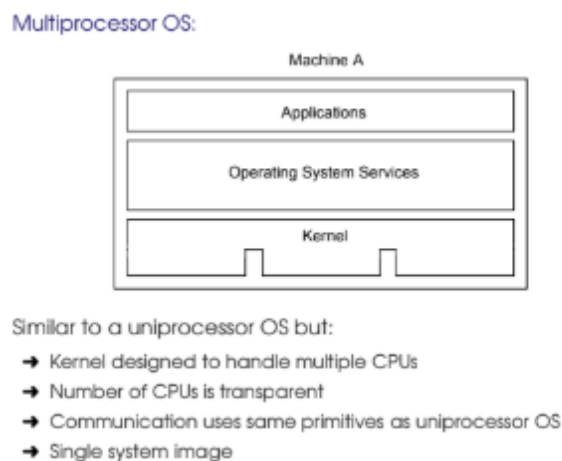 Multiprocessor OS:
Machine A
Applications
Operating System Services
Kernel
Similar to a uniprocessor OS but:
➜ Kernel designed to handle multiple CPUs
➜ Number of CPUs is transparent
➜ Communication uses same primitives as uniprocessor OS
➜ Single system image